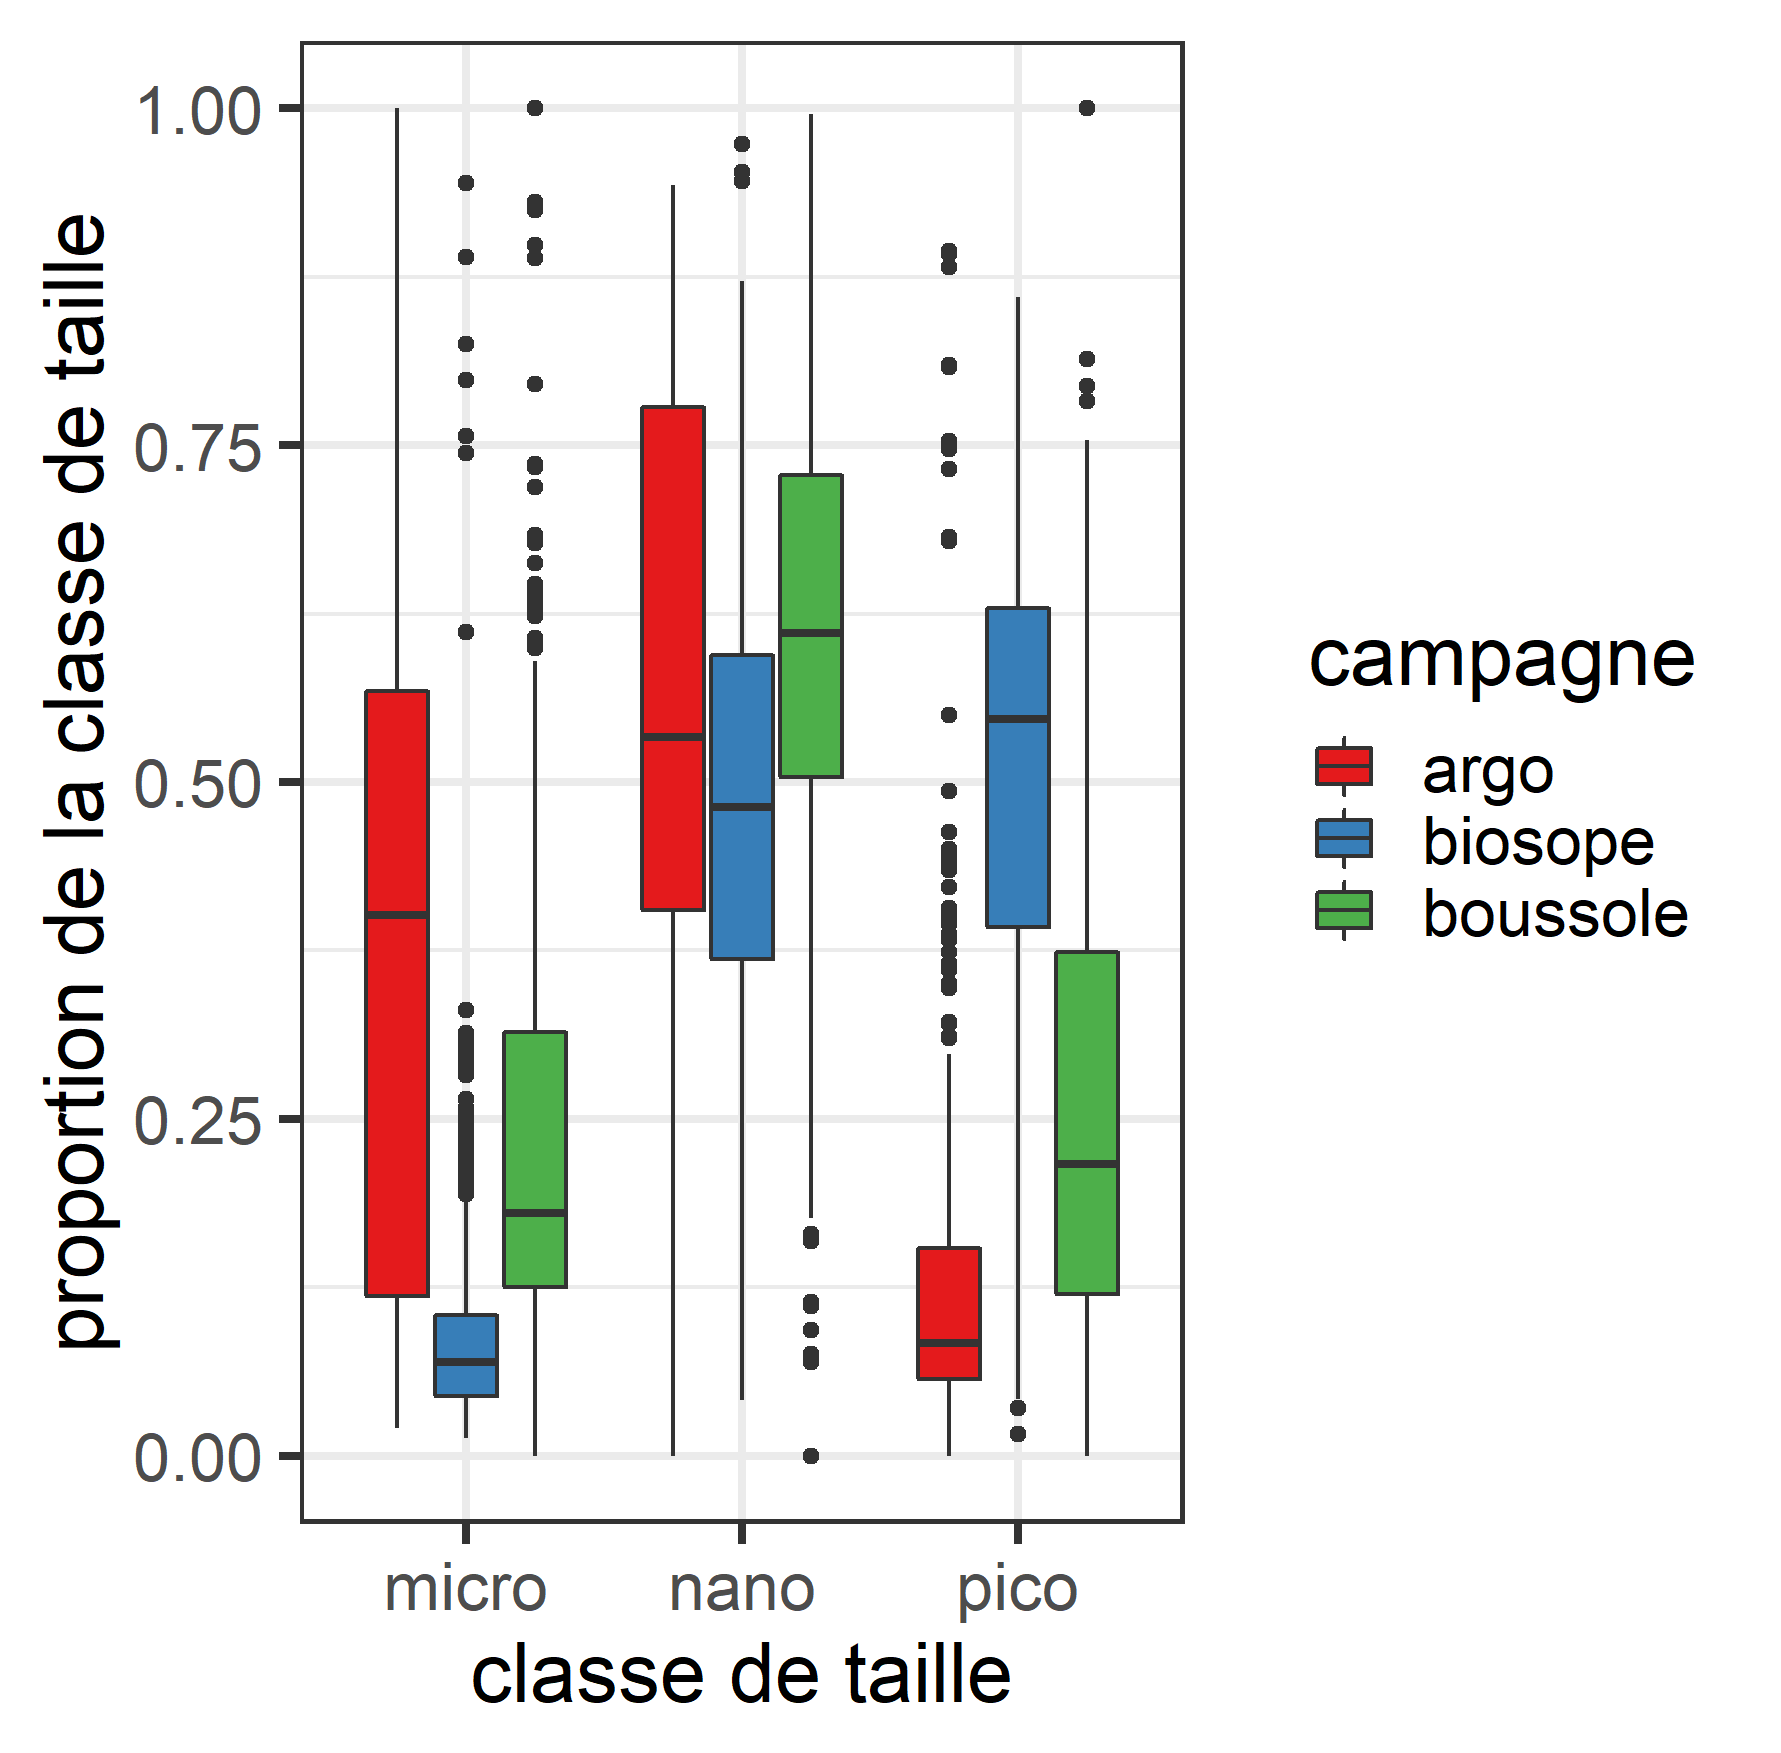 proportion de la classe de taille
1.00
0.75
0.50
0.25
0.00
micro nano pico
classe de taille
campagne
argo
biosope
boussole